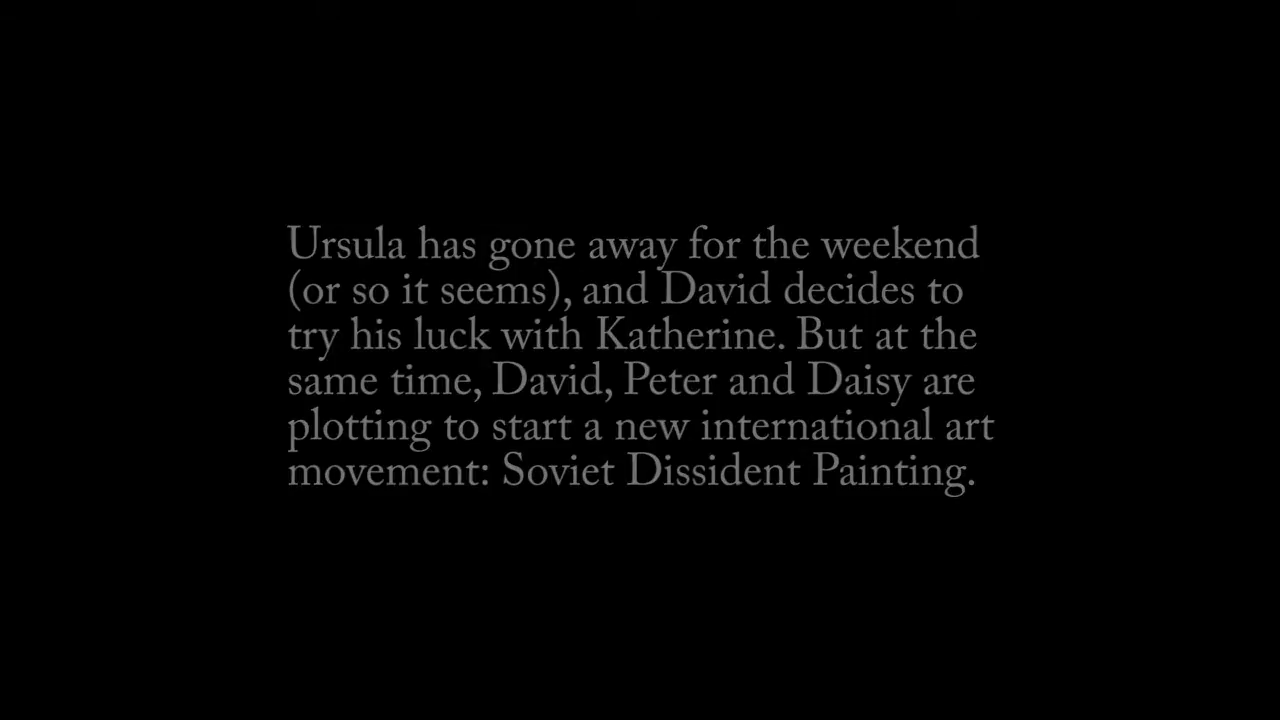 Ursula has gone away for the weekend
(or so it seems), and David decides to
try his luck with Katherine. But at the
same time, David, Peter and Daisy are
plotting to start a new international art
movement: Soviet Dissident Painting.